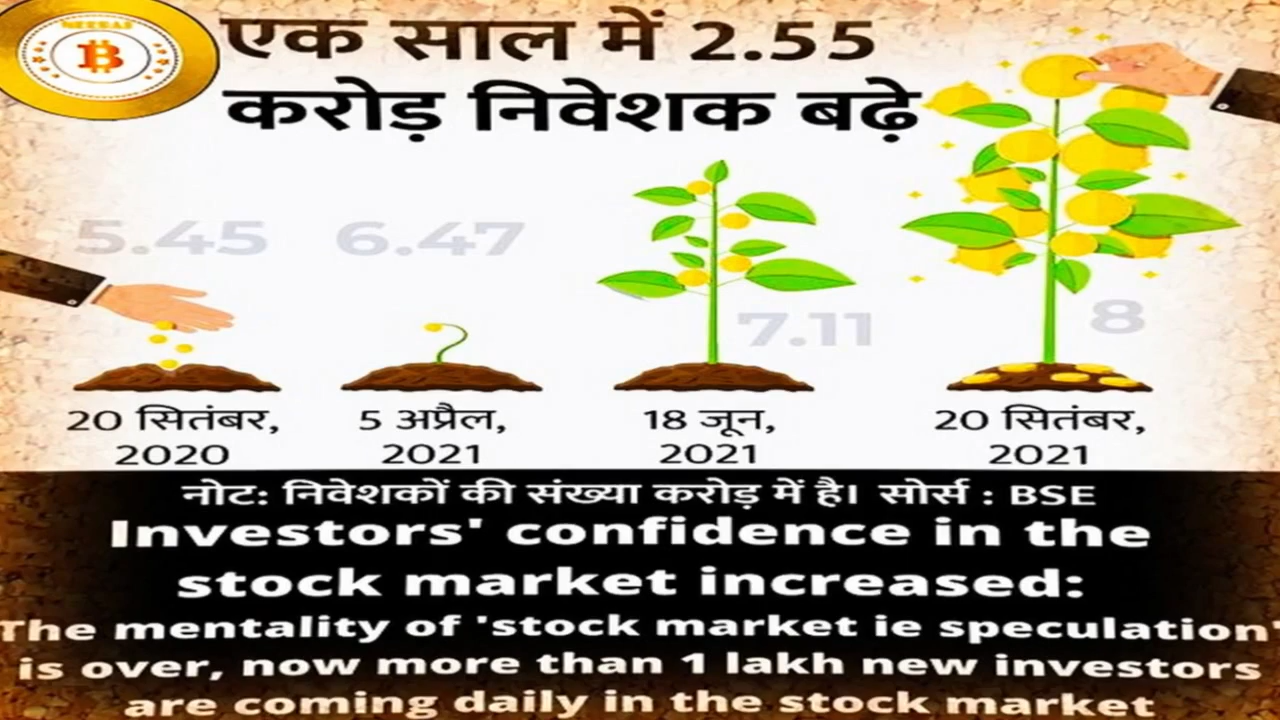 एक साल में 2.55
करोड़ निवेशक बढ़े
5.45
6.47
7.11
8
20 सितंबर,
2020
5 अप्रैल,
2021
18 जून,
2021
20 सितंबर,
2021
नोट: निवेशकों की संख्या करोड़ में है। सोर्स : BSE
Investors' confidence in the
stock market increased:
The mentality of 'stock market ie speculation'
is over, now more than 1 lakh new investors
are coming daily in the stock market